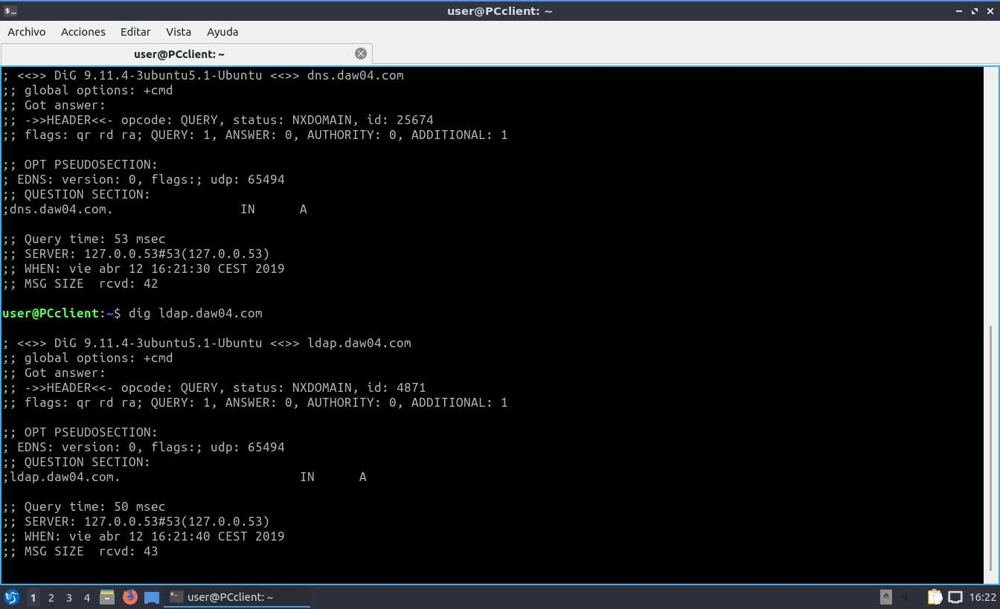 user@PCclient: ~
Archivo Acciones Editar Vista Ayuda
user@PCclient: ~
; <<>> DiG 9.11.4-3ubuntu5.1-Ubuntu <<>> dns.daw04.com
;; global options: +cmd
;; Got answer:
;; ->>HEADER<<- opcode: QUERY, status: NXDOMAIN, id: 25674
;; flags: qr rd ra; QUERY: 1, ANSWER: 0, AUTHORITY: 0, ADDITIONAL: 1
;; OPT PSEUDOSECTION:
; EDNS: version: 0, flags:; udp: 65494
;; QUESTION SECTION:
;dns.daw04.com. IN A
;; Query time: 53 msec
;; SERVER: 127.0.0.53#53(127.0.0.53)
;; WHEN: vie abr 12 16:21:30 CEST 2019
;; MSG SIZE  rcvd: 42
user@PCclient:~$ dig ldap.daw04.com
; <<>> DiG 9.11.4-3ubuntu5.1-Ubuntu <<>> ldap.daw04.com
;; global options: +cmd
;; Got answer:
;; ->>HEADER<<- opcode: QUERY, status: NXDOMAIN, id: 4871
;; flags: qr rd ra; QUERY: 1, ANSWER: 0, AUTHORITY: 0, ADDITIONAL: 1
;; OPT PSEUDOSECTION:
; EDNS: version: 0, flags:; udp: 65494
;; QUESTION SECTION:
;ldap.daw04.com. IN A
;; Query time: 50 msec
;; SERVER: 127.0.0.53#53(127.0.0.53)
;; WHEN: vie abr 12 16:21:40 CEST 2019
;; MSG SIZE  rcvd: 43
1 2 3 4 user@PCclient: ~ 16:22